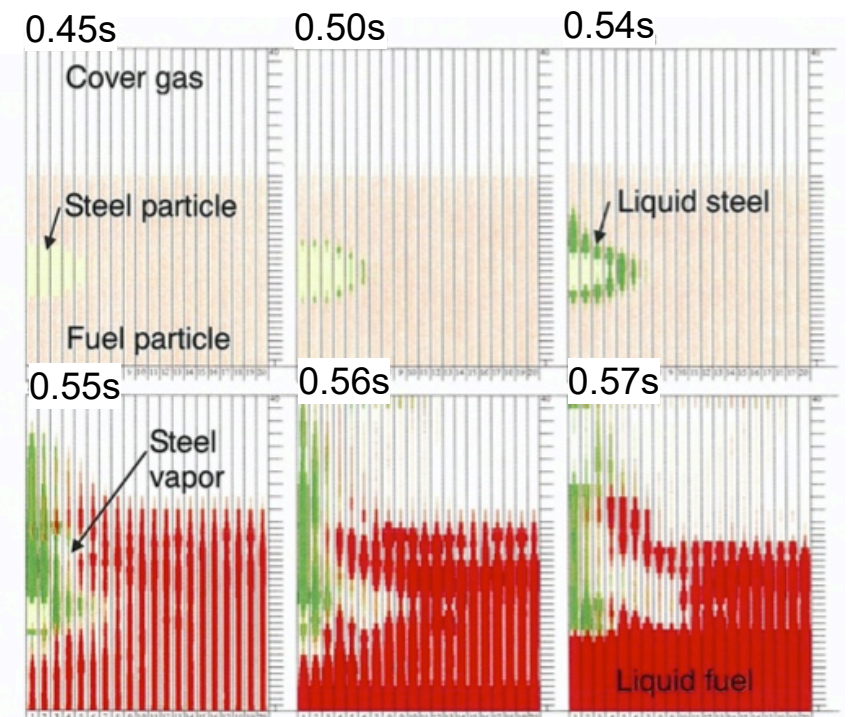 0.45s
0.50s
0.54s
Cover gas
Steel particle
Liquid steel
Fuel particle
0.55s
0.56s
0.57s
Steel
vapor
Liquid fuel